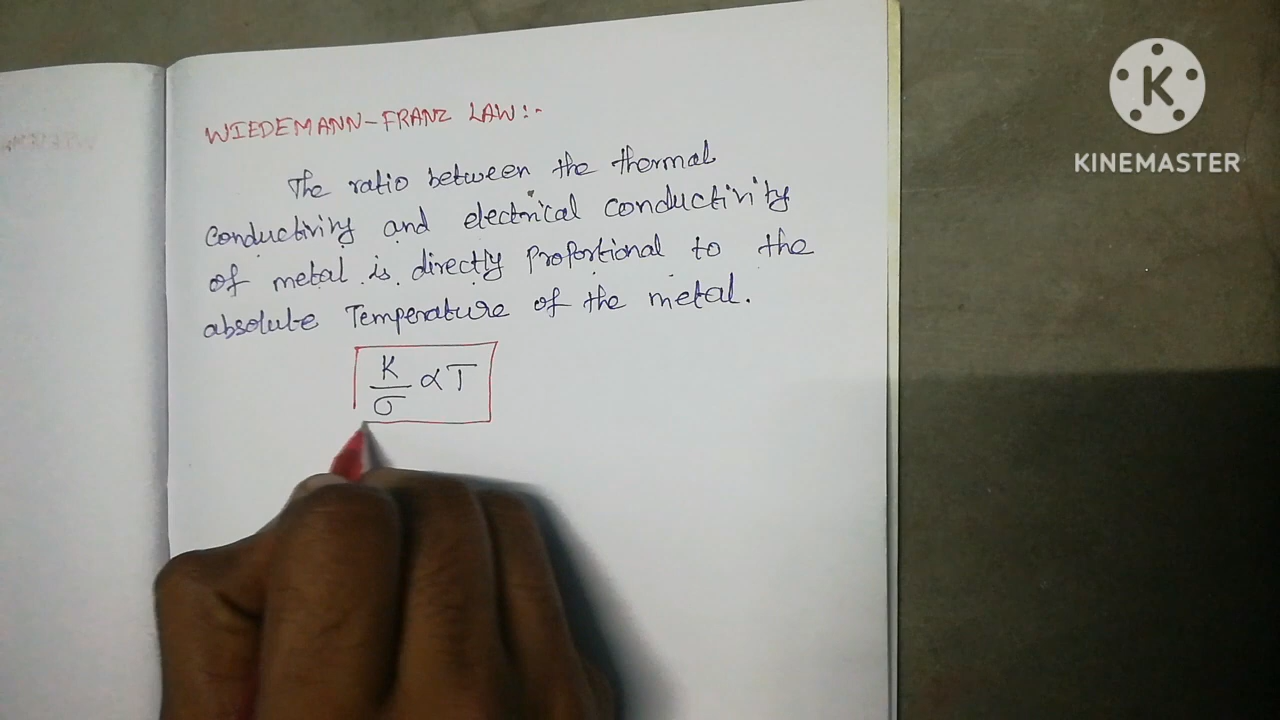 WIEDEMANN-FRANZ LAW:-
The ratio between the thermal
conductivity and electrical conductivity
of metal is directly proportional to the
absolute Temperature of the metal.
K/σ ∝ T
K
KINEMASTER